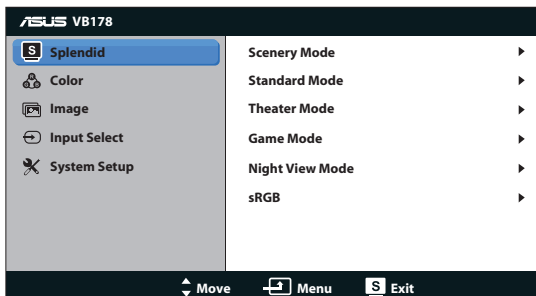 ASUS VB178
S Splendid
Color
Image
Input Select
System Setup
Scenery Mode
Standard Mode
Theater Mode
Game Mode
Night View Mode
sRGB
Move Menu S Exit